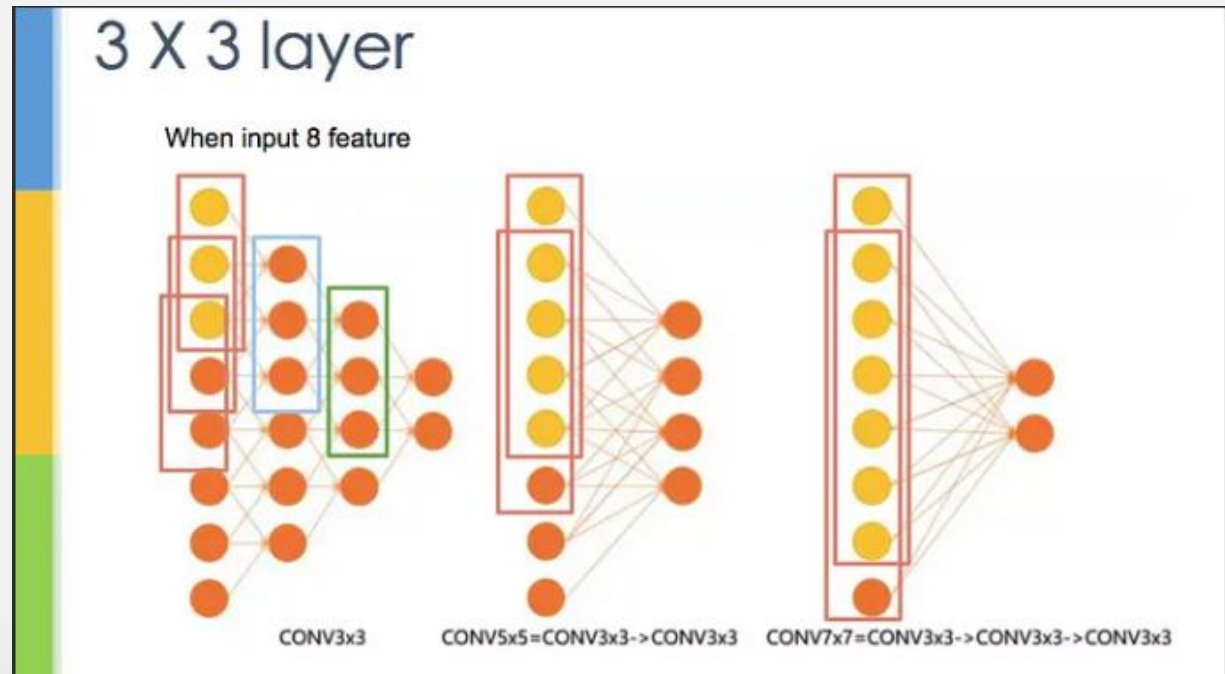 3 X 3 layer
When input 8 feature
CONV3x3
CONV5x5=CONV3x3->CONV3x3
CONV7x7=CONV3x3->CONV3x3->CONV3x3